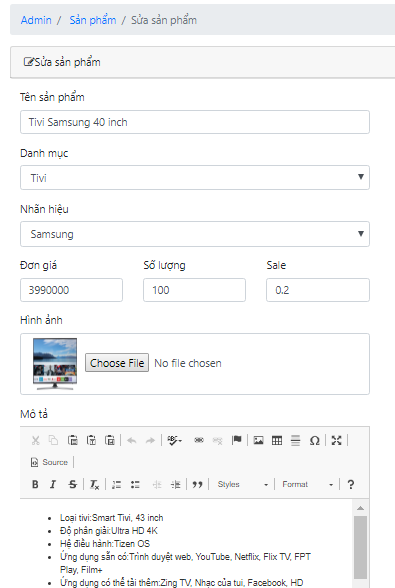 Admin / Sản phẩm / Sửa sản phẩm
Sửa sản phẩm
Tên sản phẩm
Tivi Samsung 40 inch
Danh mục
Tivi
Nhãn hiệu
Samsung
Đơn giá Số lượng Sale
3990000 100 0.2
Hình ảnh
Choose File No file chosen
Mô tả
Source
B I S Tx Styles Format ?
Loại tivi:Smart Tivi, 43 inch
Độ phân giải:Ultra HD 4K
Hệ điều hành:Tizen OS
Ứng dụng sẵn có:Trình duyệt web, YouTube, Netflix, Flix TV, FPT
Play, Film+
Ứng dụng có thể tải thêm:Zing TV, Nhạc của tui, Facebook, HD